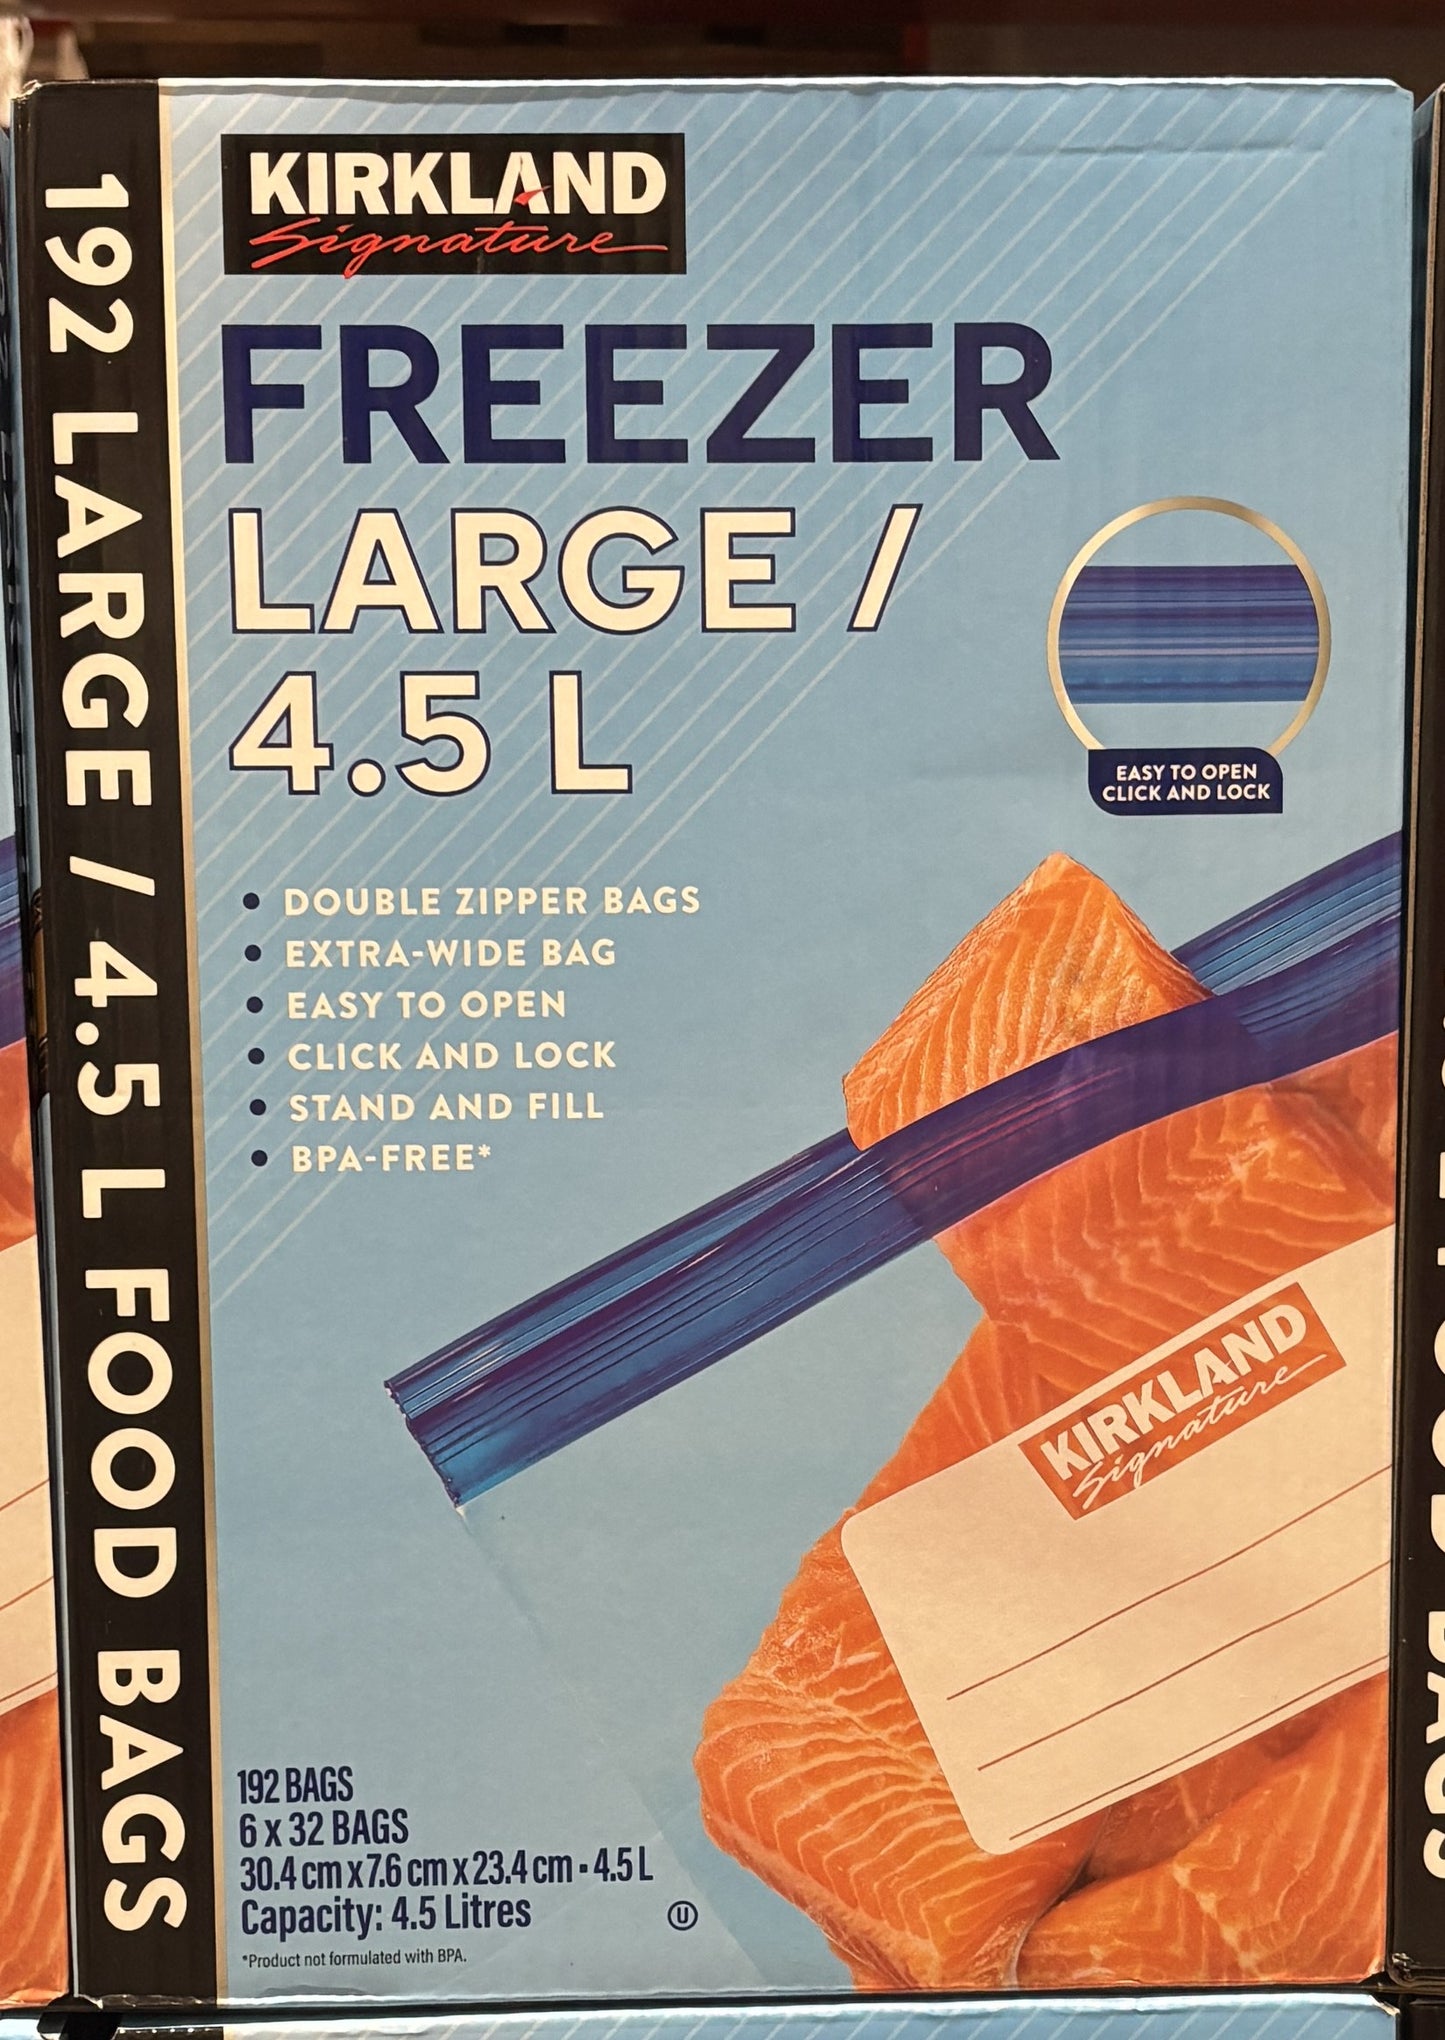 192 LARGE / 4.5 L FOOD BAGS
KIRKLAND
Signature
FREEZER
LARGE /
4.5 L
EASY TO OPEN
CLICK AND LOCK
• DOUBLE ZIPPER BAGS
• EXTRA-WIDE BAG
• EASY TO OPEN
• CLICK AND LOCK
• STAND AND FILL
• BPA-FREE*
KIRKLAND
Signature
192 BAGS
6 x 32 BAGS
30.4 cm x 7.6 cm x 23.4 cm • 4.5 L
Capacity: 4.5 Litres
U
*Product not formulated with BPA.